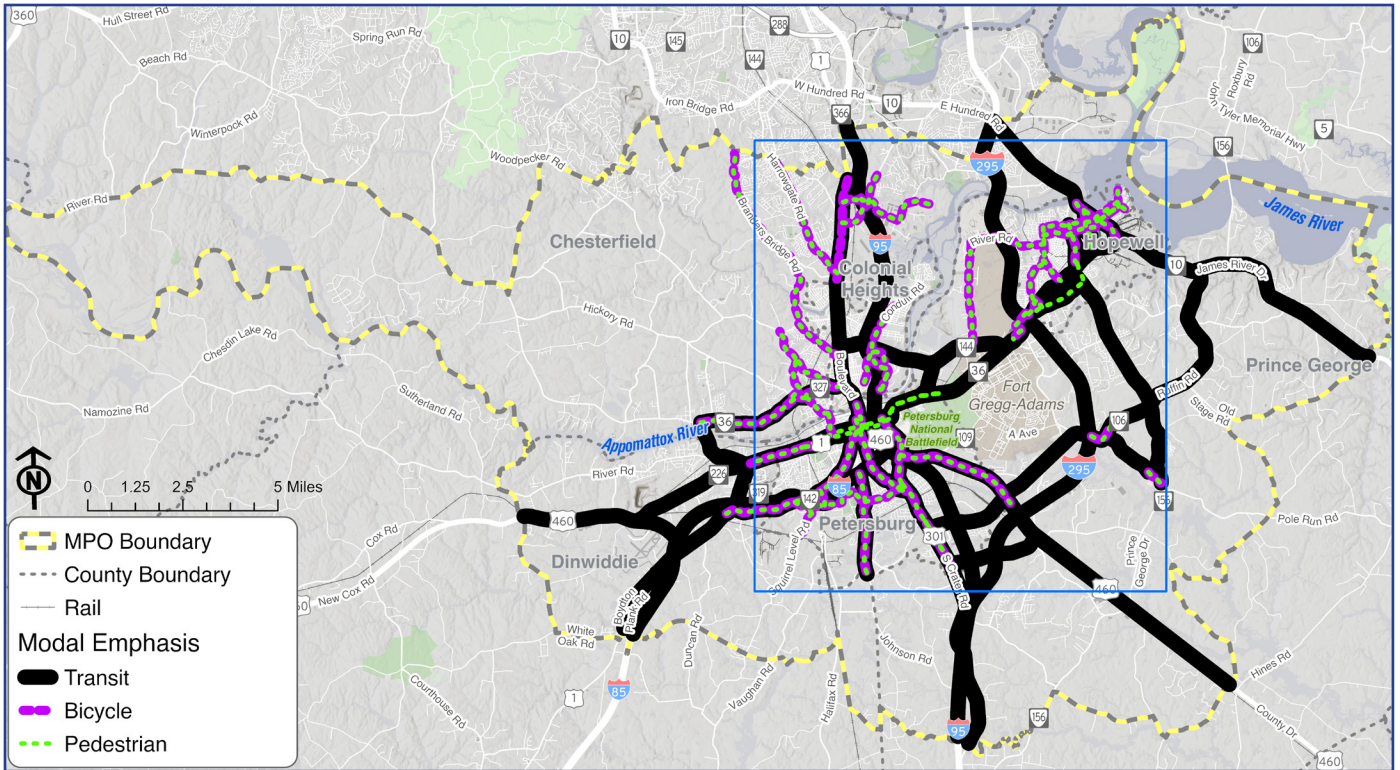 360
Hull Street Rd
Spring Run Rd
Beach Rd
Winterpock Rd
10
145
288
144
1
W Hundred Rd
Iron Bridge Rd
366
10
E Hundred Rd
106
Roxbury Rd
John Tyler Memorial Hwy
5
156
Woodpecker Rd
River Rd
295
Harrowgate Rd
Branders Bridge Rd
James River
Chesterfield
95
River Rd
Hopewell
Colonial
Heights
Conduit Rd
10
James River Dr
Hickory Rd
Chesdin Lake Rd
144
Boulevard
36
Prince George
327
Fort
Gregg-Adams
Ruffin Rd
Sutherland Rd
Namozine Rd
Old
Stage Rd
36
Appomattox River
Petersburg
National
Battlefield
106
1
460
109
A Ave
River Rd
226
295
319
142
85
156
N
0 1.25 2.5 5 Miles
460
Petersburg
Pole Run Rd
Cox Rd
301
Squirrel Level Rd
Prince
George Dr
Dinwiddie
S Crater Rd
460
New Cox Rd
Boydton
Plank Rd
White
Oak Rd
Duncan Rd
Johnson Rd
Hines Rd
Vaughan Rd
Halifax Rd
Courthouse Rd
85
1
95
156
County Dr
460
MPO Boundary
County Boundary
Rail
Modal Emphasis
Transit
Bicycle
Pedestrian